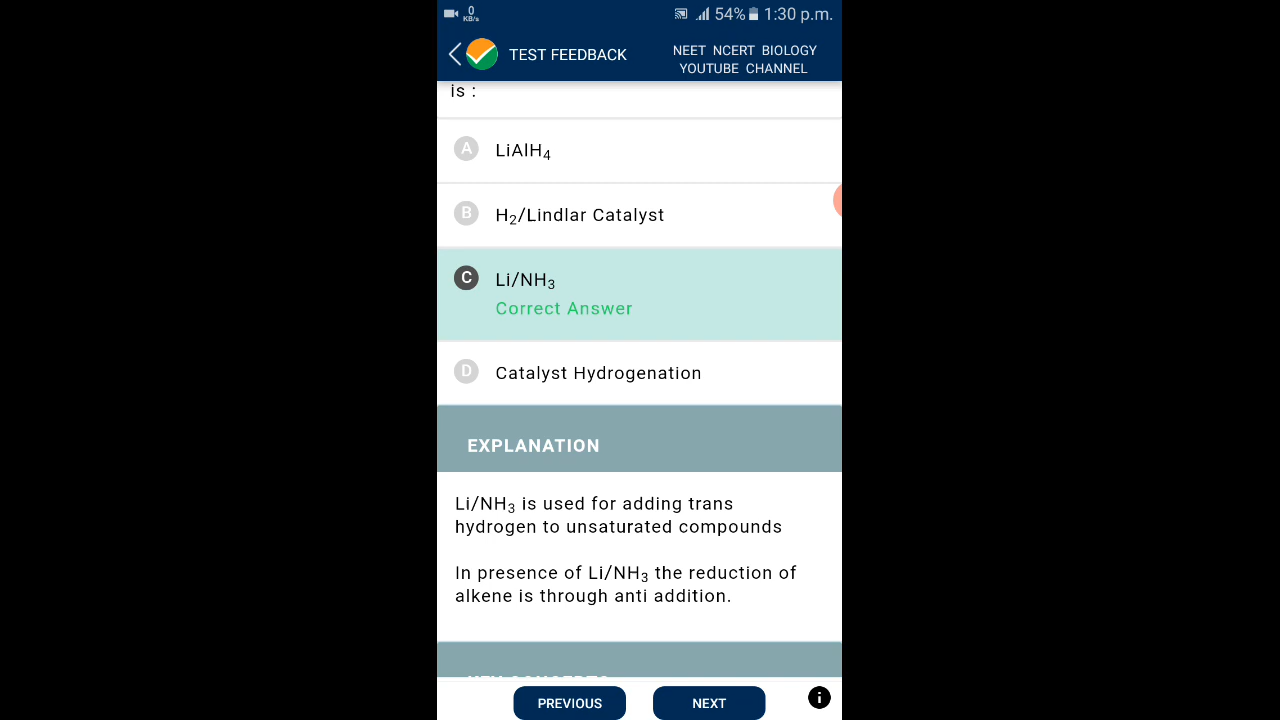 0
KB/s
54% 1:30 p.m.
TEST FEEDBACK
NEET NCERT BIOLOGY
YOUTUBE CHANNEL
is :
A LiAlH4
B H2/Lindlar Catalyst
C Li/NH3
Correct Answer
D Catalyst Hydrogenation
EXPLANATION
Li/NH3 is used for adding trans
hydrogen to unsaturated compounds
In presence of Li/NH3 the reduction of
alkene is through anti addition.
PREVIOUS
NEXT
i